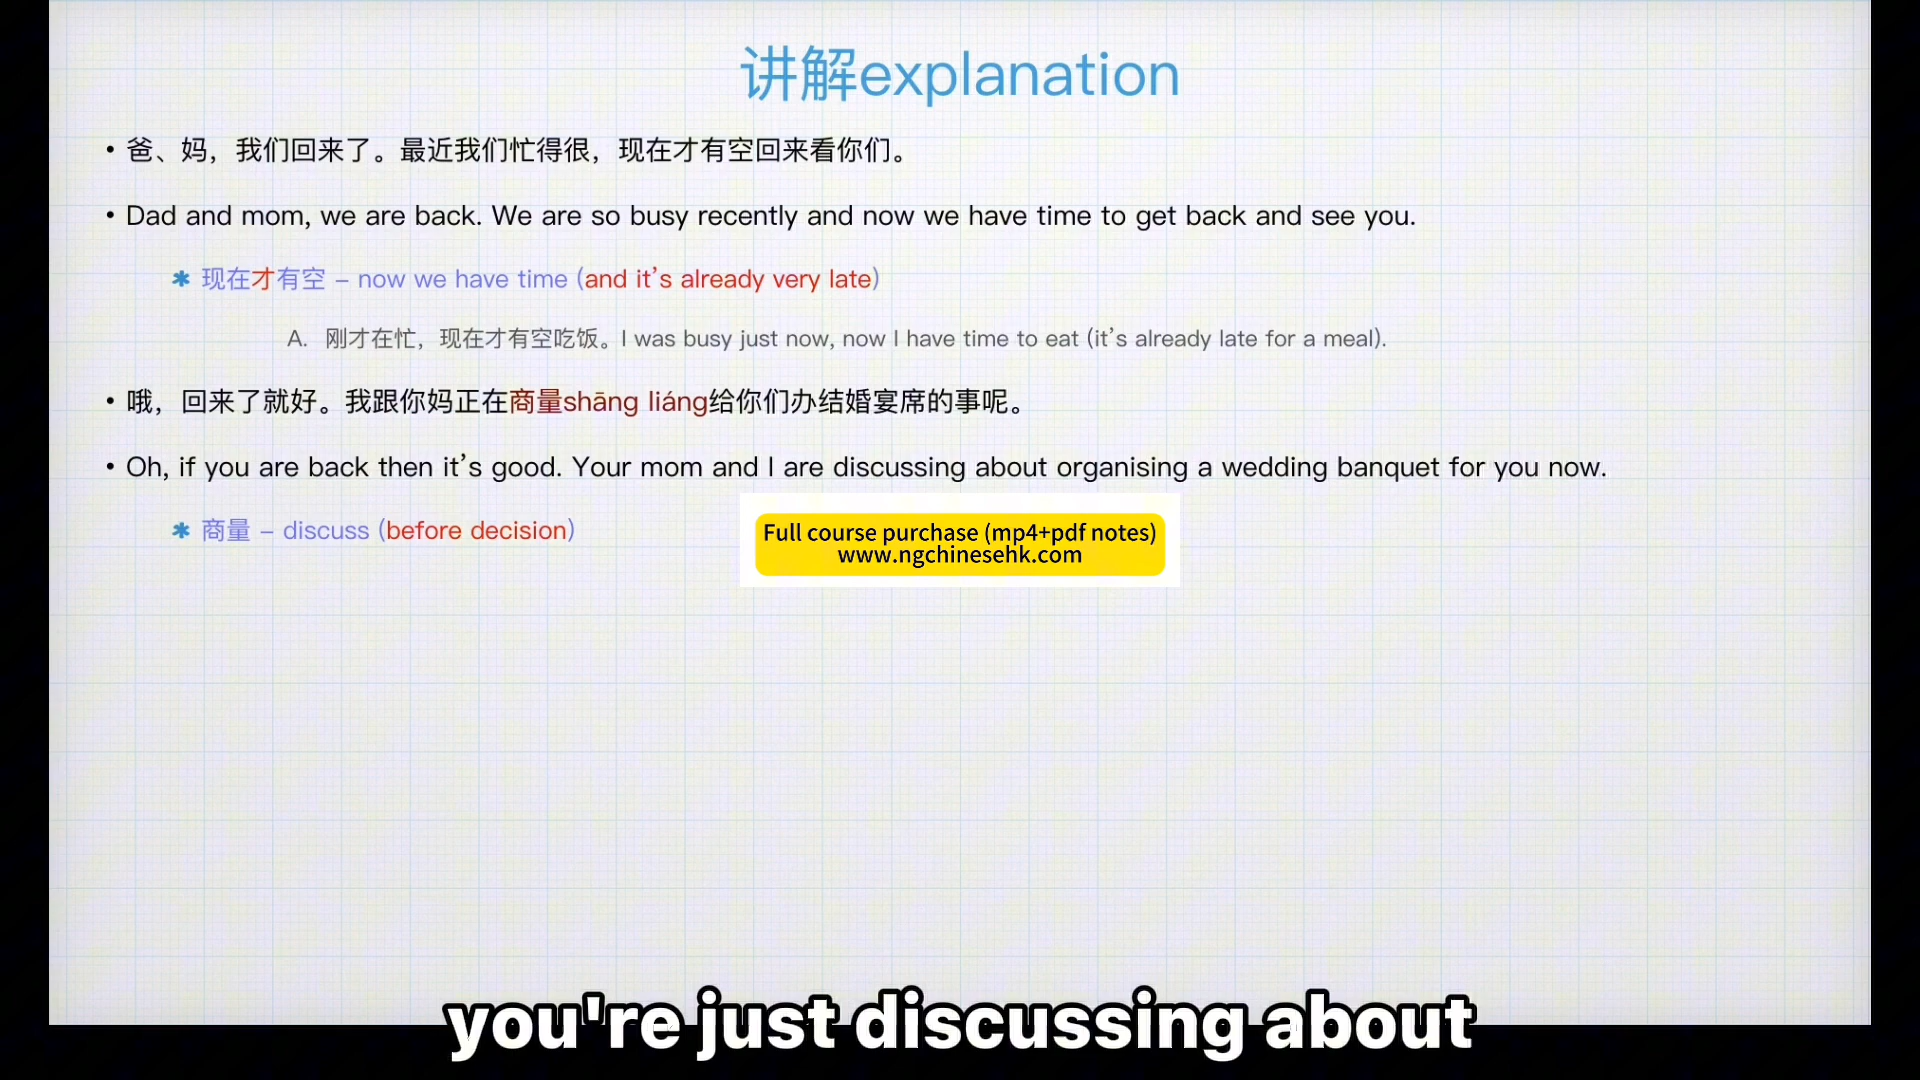 讲解explanation
• 爸、妈，我们回来了。最近我们忙得很，现在才有空回来看你们。
• Dad and mom, we are back. We are so busy recently and now we have time to get back and see you.
✱ 现在才有空 – now we have time (and it's already very late)
A. 刚才在忙，现在才有空吃饭。I was busy just now, now I have time to eat (it's already late for a meal).
• 哦，回来了就好。我跟你妈正在商量shāng liáng给你们办结婚宴席的事呢。
• Oh, if you are back then it's good. Your mom and I are discussing about organising a wedding banquet for you now.
✱ 商量 – discuss (before decision)
Full course purchase (mp4+pdf notes)
www.ngchinesehk.com
you're just discussing about